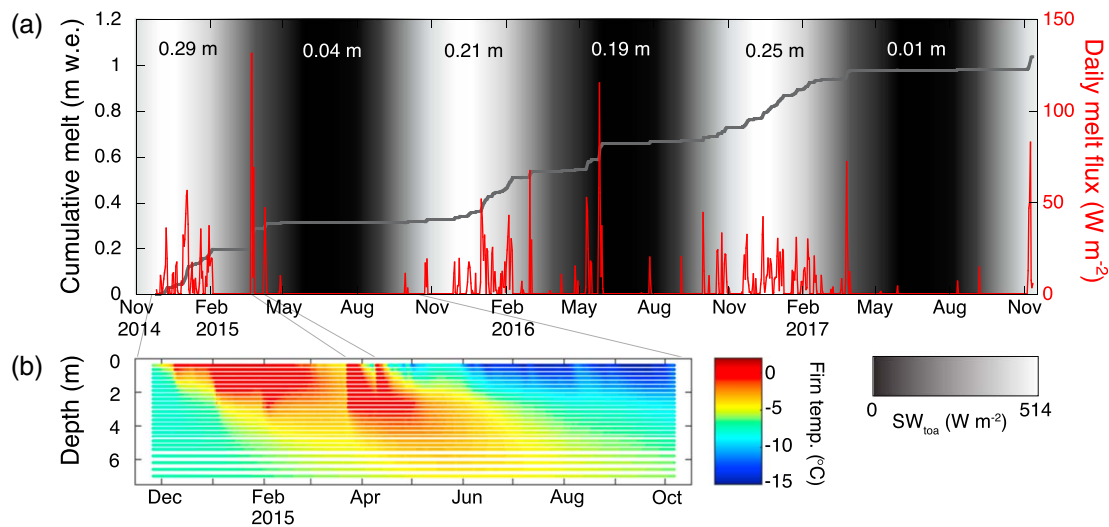 (a)
Cumulative melt (m w.e.)
1.2
1
0.8
0.6
0.4
0.2
0
0.29 m 0.04 m 0.21 m 0.19 m 0.25 m 0.01 m
150
100
50
0
Daily melt flux (W m-2)
Nov Feb May Aug Nov Feb May Aug Nov Feb May Aug Nov
2014 2015 2016 2017
(b)
Depth (m)
0
2
4
6
Dec Feb Apr Jun Aug Oct
2015
0
-5
-10
-15
Firn temp. (°C)
0 514
SWtoa (W m-2)